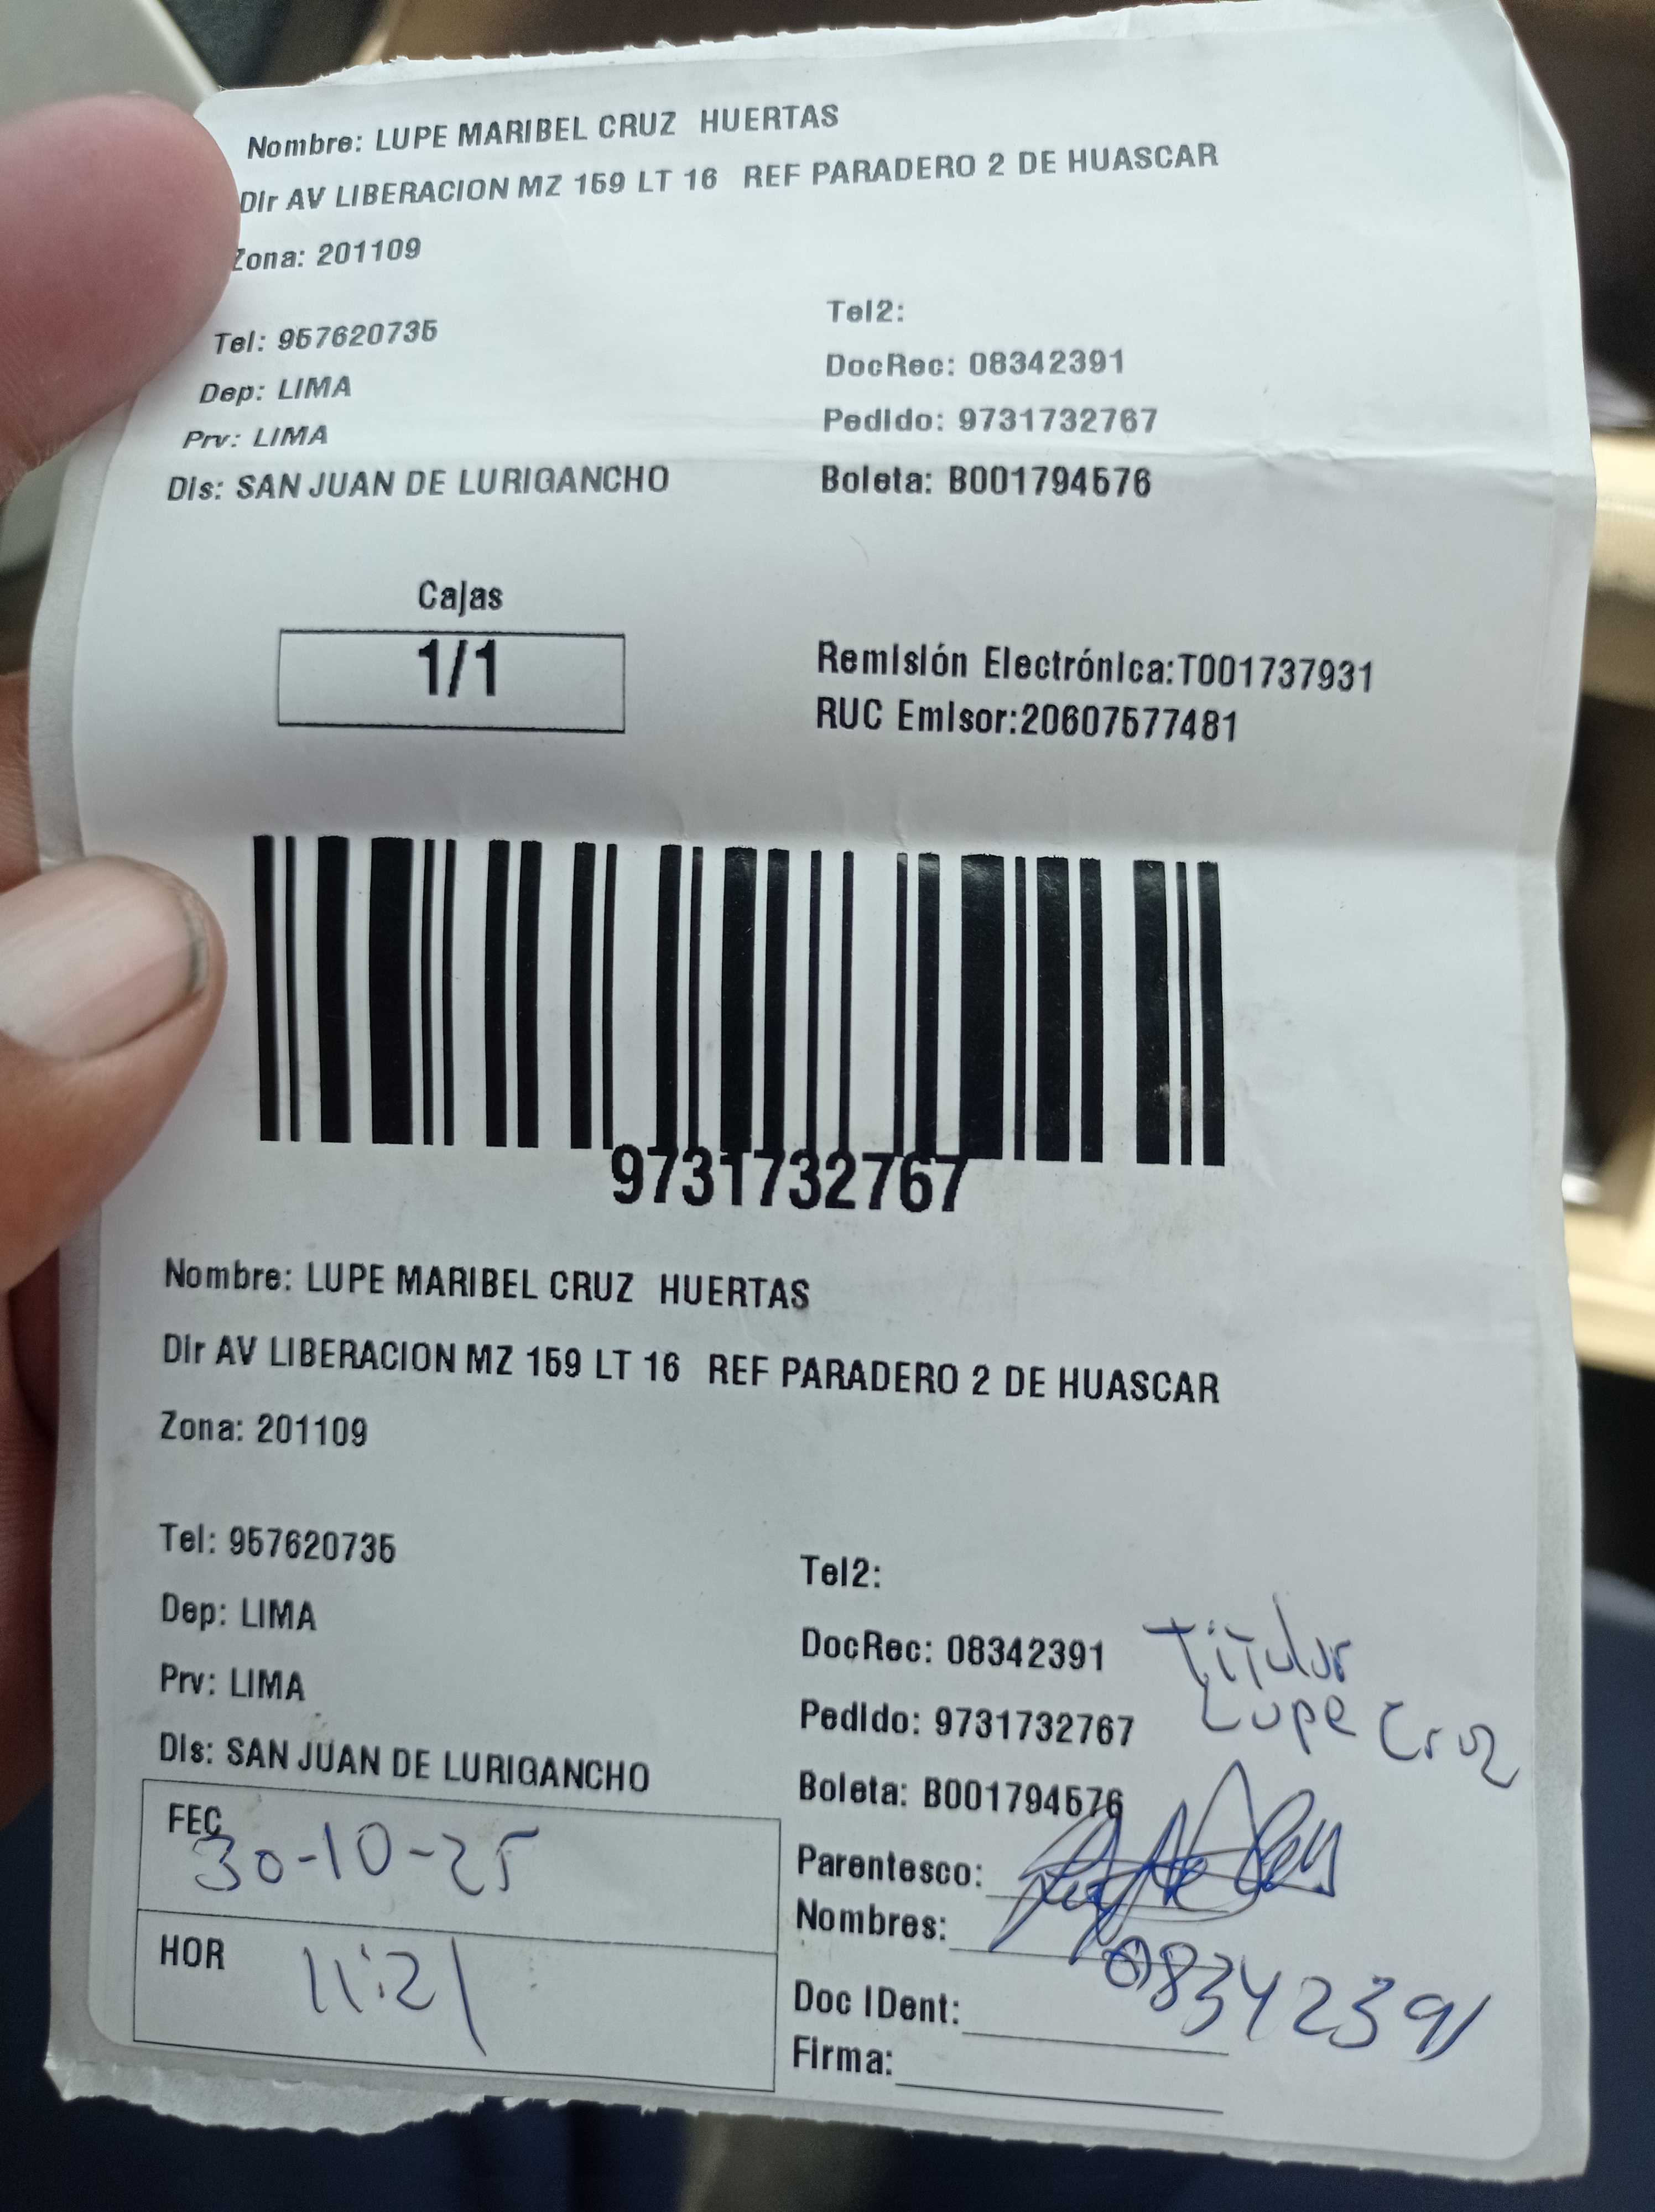 Nombre: LUPE MARIBEL CRUZ HUERTAS
Dir AV LIBERACION MZ 159 LT 16 REF PARADERO 2 DE HUASCAR
Zona: 201109
Tel: 957620735
Tel2:
Dep: LIMA
DocRec: 08342391
Prv: LIMA
Pedido: 9731732767
Dis: SAN JUAN DE LURIGANCHO
Boleta: B001794576
Cajas
1/1
Remisión Electrónica:T001737931
RUC Emisor:20607577481
9731732767
Nombre: LUPE MARIBEL CRUZ HUERTAS
Dir AV LIBERACION MZ 159 LT 16 REF PARADERO 2 DE HUASCAR
Zona: 201109
Tel: 957620735
Tel2:
Dep: LIMA
DocRec: 08342391
Titular
Prv: LIMA
Pedido: 9731732767
Lupe Cruz
Dis: SAN JUAN DE LURIGANCHO
Boleta: B001794576
FEC
30-10-25
Parentesco:
Nombres:
HOR
11:21
08342391
Doc IDent:
Firma: